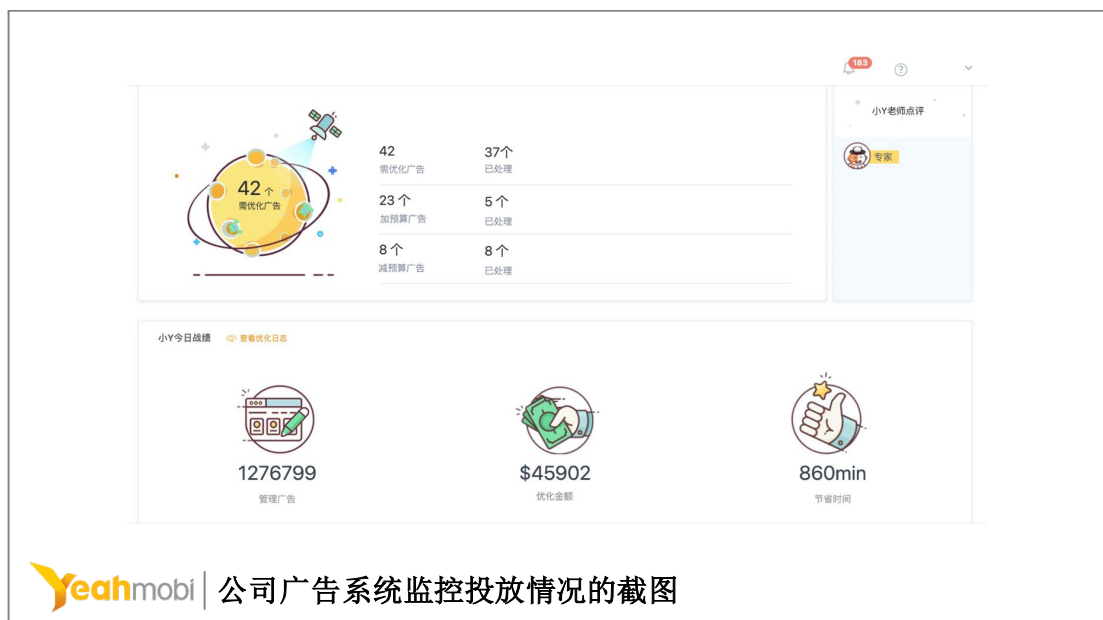 183
?
小Y老师点评
专家
42个
需优化广告
42
37个
需优化广告
已处理
23个
5个
加预算广告
已处理
8个
8个
减预算广告
已处理
小Y今日战绩 查看优化日志
1276799
$45902
860min
管理广告
优化金额
节省时间
Yeahmobi 公司广告系统监控投放情况的截图